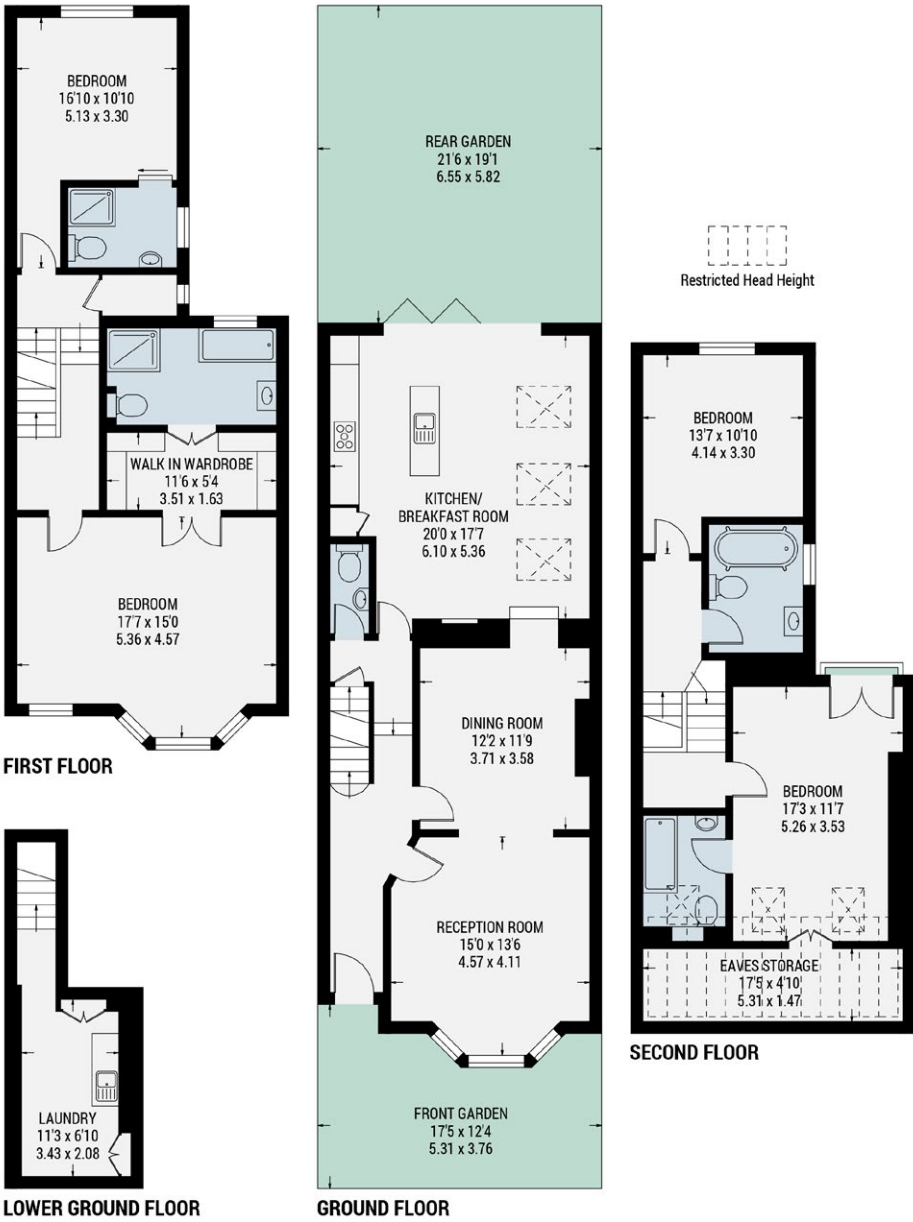 BEDROOM
16'10 x 10'10
5.13 x 3.30
WALK IN WARDROBE
11'6 x 5'4
3.51 x 1.63
BEDROOM
17'7 x 15'0
5.36 x 4.57
FIRST FLOOR
LAUNDRY
11'3 x 6'10
3.43 x 2.08
LOWER GROUND FLOOR
REAR GARDEN
21'6 x 19'1
6.55 x 5.82
KITCHEN/
BREAKFAST ROOM
20'0 x 17'7
6.10 x 5.36
DINING ROOM
12'2 x 11'9
3.71 x 3.58
RECEPTION ROOM
15'0 x 13'6
4.57 x 4.11
FRONT GARDEN
17'5 x 12'4
5.31 x 3.76
GROUND FLOOR
Restricted Head Height
BEDROOM
13'7 x 10'10
4.14 x 3.30
BEDROOM
17'3 x 11'7
5.26 x 3.53
EAVES STORAGE
17'5 x 4'10
5.31 x 1.47
SECOND FLOOR